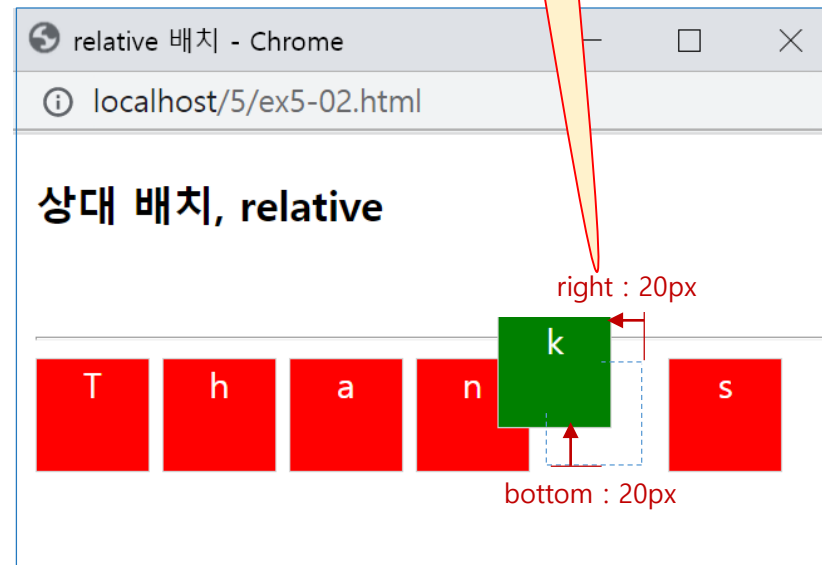 relative 배치 - Chrome
localhost/5/ex5-02.html
상대 배치, relative
right : 20px
T h a n k s
bottom : 20px